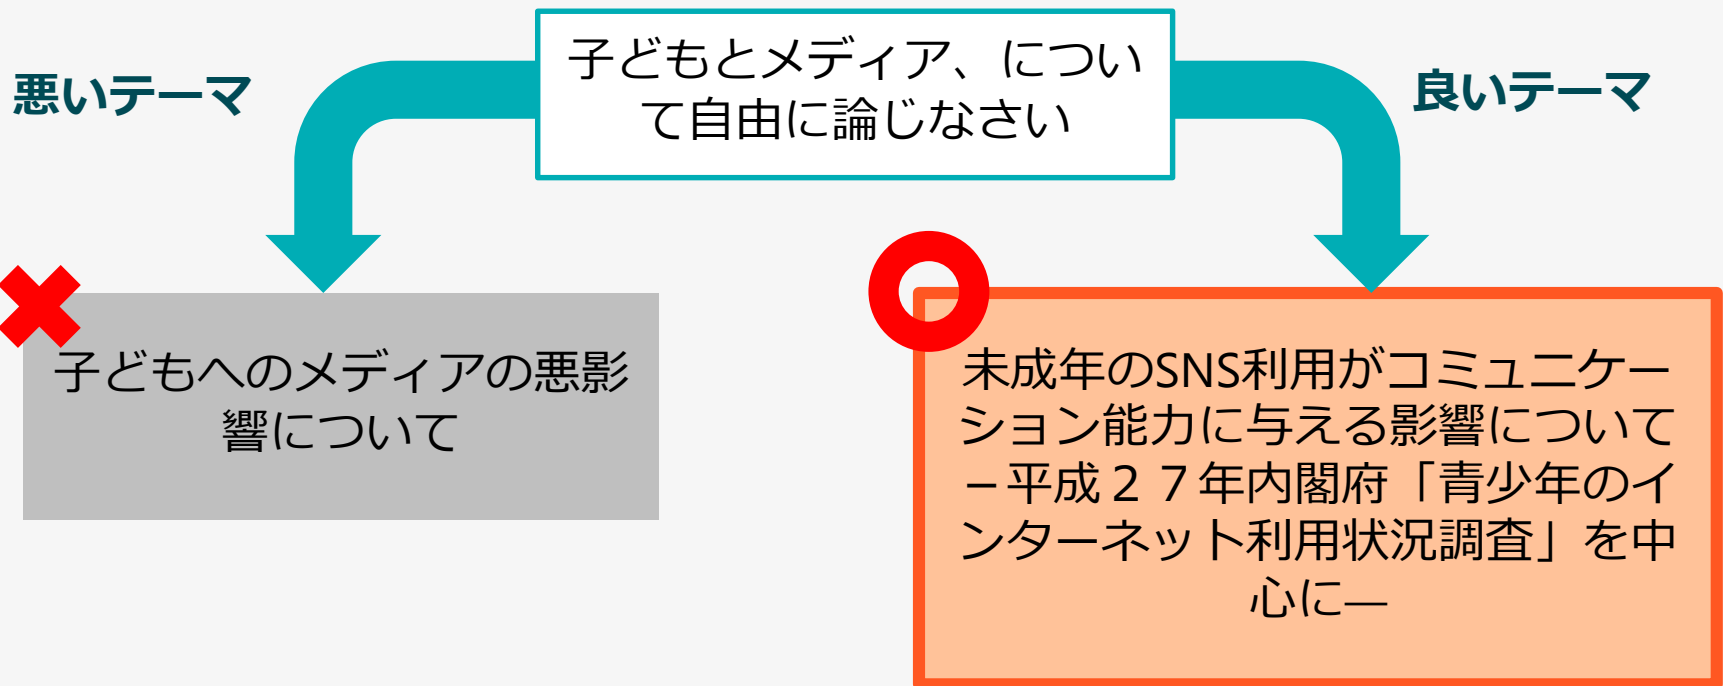 子どもとメディア、につい
て自由に論じなさい
悪いテーマ
良いテーマ
子どもへのメディアの悪影
響について
未成年のSNS利用がコミュニケー
ション能力に与える影響について
－平成２７年内閣府「青少年のイ
ンターネット利用状況調査」を中
心に―